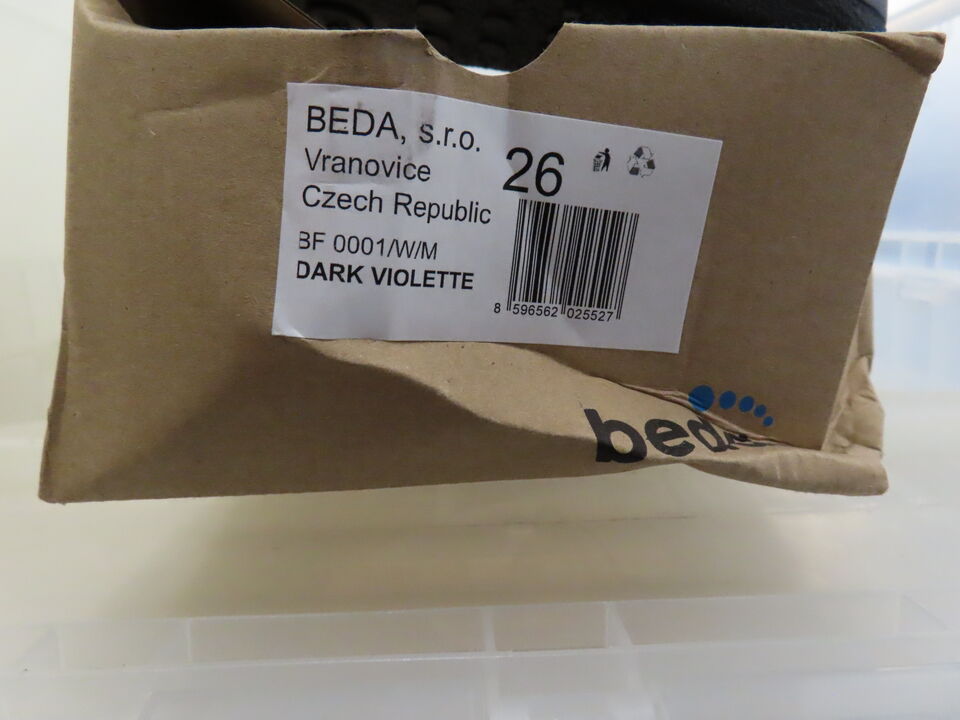 BEDA, s.r.o.
Vranovice
Czech Republic
26
BF 0001/W/M
DARK VIOLETTE
8 596562 025527
beda